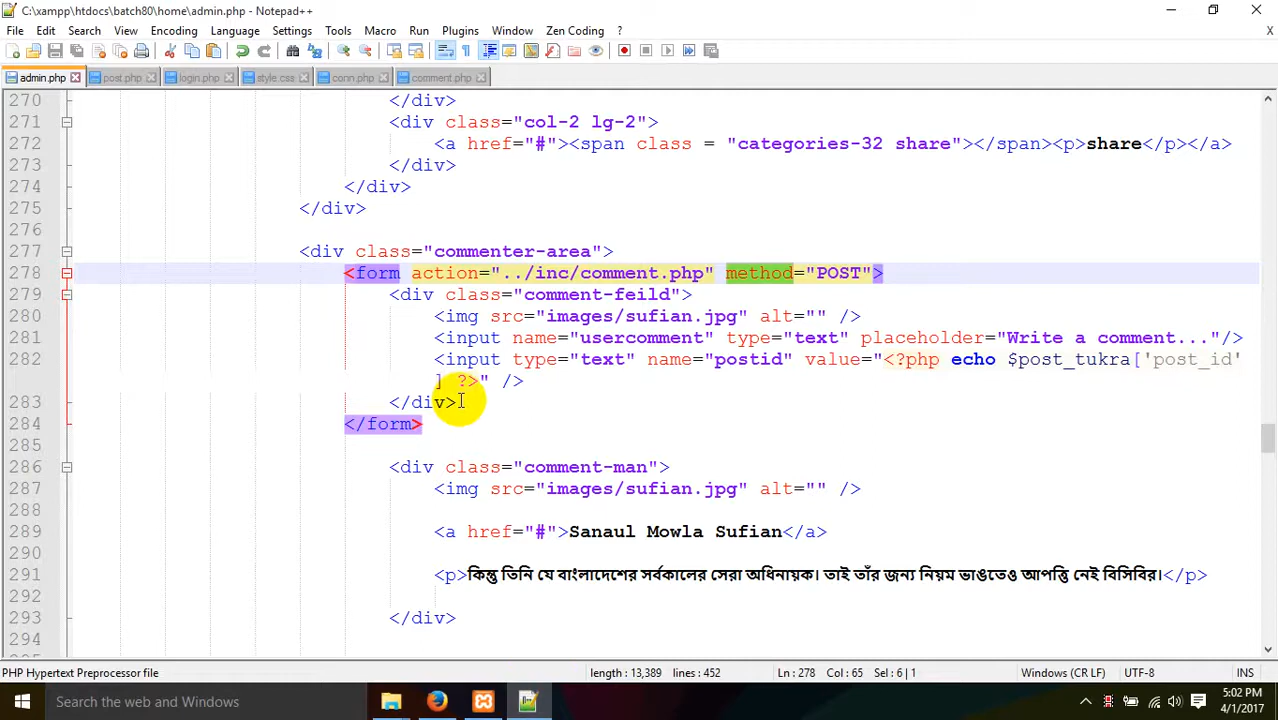 C:\xampp\htdocs\batch80\home\admin.php - Notepad++
File Edit Search View Encoding Language Settings Tools Macro Run Plugins Window Zen Coding ? X
admin.php post.php login.php style.css conn.php comment.php
270 </div>
271 <div class="col-2 lg-2">
272 <a href="#"><span class = "categories-32 share"></span><p>share</p></a>
273 </div>
274 </div>
275 </div>
276
277 <div class="commenter-area">
278 <form action="../inc/comment.php" method="POST">
279 <div class="comment-feild">
280 <img src="images/sufian.jpg" alt="" />
281 <input name="usercomment" type="text" placeholder="Write a comment..."/>
282 <input type="text" name="postid" value="<?php echo $post_tukra['post_id'
] ?>" />
283 </div>
284 </form>
285
286 <div class="comment-man">
287 <img src="images/sufian.jpg" alt="" />
288
289 <a href="#">Sanaul Mowla Sufian</a>
290
291 <p>কিন্তু তিনি যে বাংলাদেশের সর্বকালের সেরা অধিনায়ক। তাই তাঁর জন্য নিয়ম ভাঙতেও আপত্তি নেই বিসিবির।</p>
292
293 </div>
294
PHP Hypertext Preprocessor file length : 13,389 lines : 452 Ln : 278 Col : 65 Sel : 6 | 1 Windows (CR LF) UTF-8 INS
Search the web and Windows 5:02 PM
4/1/2017